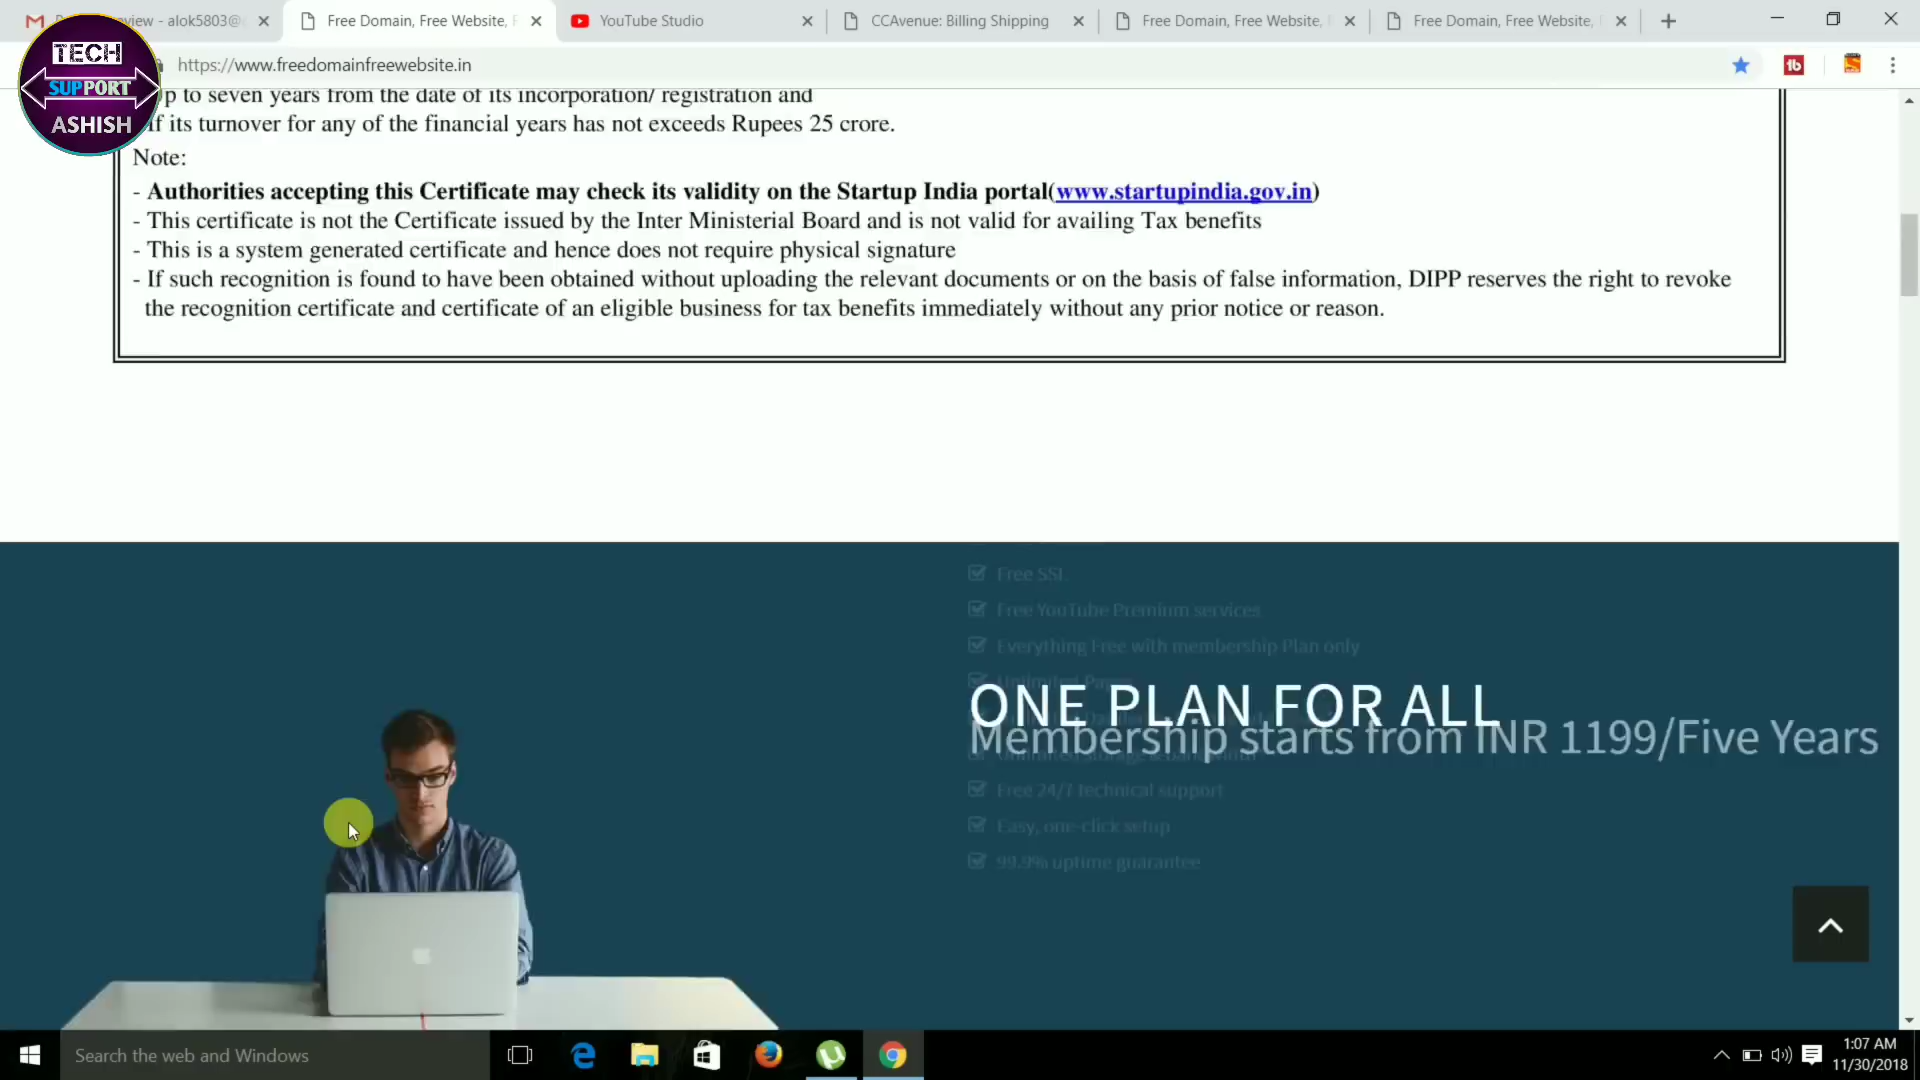 review - alok5803@
Free Domain, Free Website,
YouTube Studio
CCAvenue: Billing Shipping
Free Domain, Free Website,
Free Domain, Free Website,
TECH
SUPPORT
ASHISH
https://www.freedomainfreewebsite.in
up to seven years from the date of its incorporation/ registration and
If its turnover for any of the financial years has not exceeds Rupees 25 crore.
Note:
- Authorities accepting this Certificate may check its validity on the Startup India portal(www.startupindia.gov.in)
- This certificate is not the Certificate issued by the Inter Ministerial Board and is not valid for availing Tax benefits
- This is a system generated certificate and hence does not require physical signature
- If such recognition is found to have been obtained without uploading the relevant documents or on the basis of false information, DIPP reserves the right to revoke
the recognition certificate and certificate of an eligible business for tax benefits immediately without any prior notice or reason.
Free SSL
Free YouTube Premium services
Everything Free with membership Plan only
ONE PLAN FOR ALL
Membership starts from INR 1199/Five Years
Free 24/7 technical support
Easy, one-click setup
99.9% uptime guarantee
Search the web and Windows
1:07 AM
11/30/2018